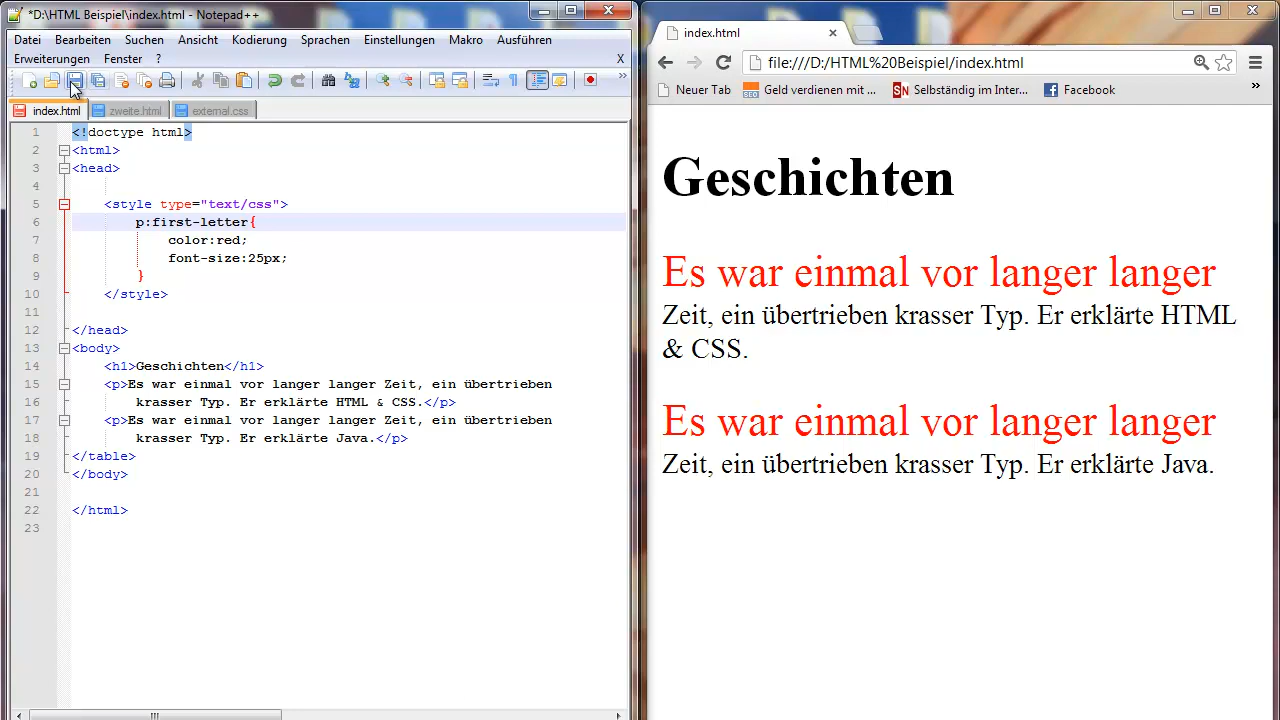 *D:\HTML Beispiel\index.html - Notepad++
Datei Bearbeiten Suchen Ansicht Kodierung Sprachen Einstellungen Makro Ausführen
Erweiterungen Fenster ? X
index.html zweite.html external.css
1 <!doctype html>
2 <html>
3 <head>
4
5 <style type="text/css">
6 p:first-letter{
7 color:red;
8 font-size:25px;
9 }
10 </style>
11
12 </head>
13 <body>
14 <h1>Geschichten</h1>
15 <p>Es war einmal vor langer langer Zeit, ein übertrieben
16 krasser Typ. Er erklärte HTML & CSS.</p>
17 <p>Es war einmal vor langer langer Zeit, ein übertrieben
18 krasser Typ. Er erklärte Java.</p>
19 </table>
20 </body>
21
22 </html>
23
index.html
file:///D:/HTML%20Beispiel/index.html
Neuer Tab SEO Geld verdienen mit ... SN Selbständig im Inter... Facebook »
Geschichten
Es war einmal vor langer langer
Zeit, ein übertrieben krasser Typ. Er erklärte HTML
& CSS.
Es war einmal vor langer langer
Zeit, ein übertrieben krasser Typ. Er erklärte Java.